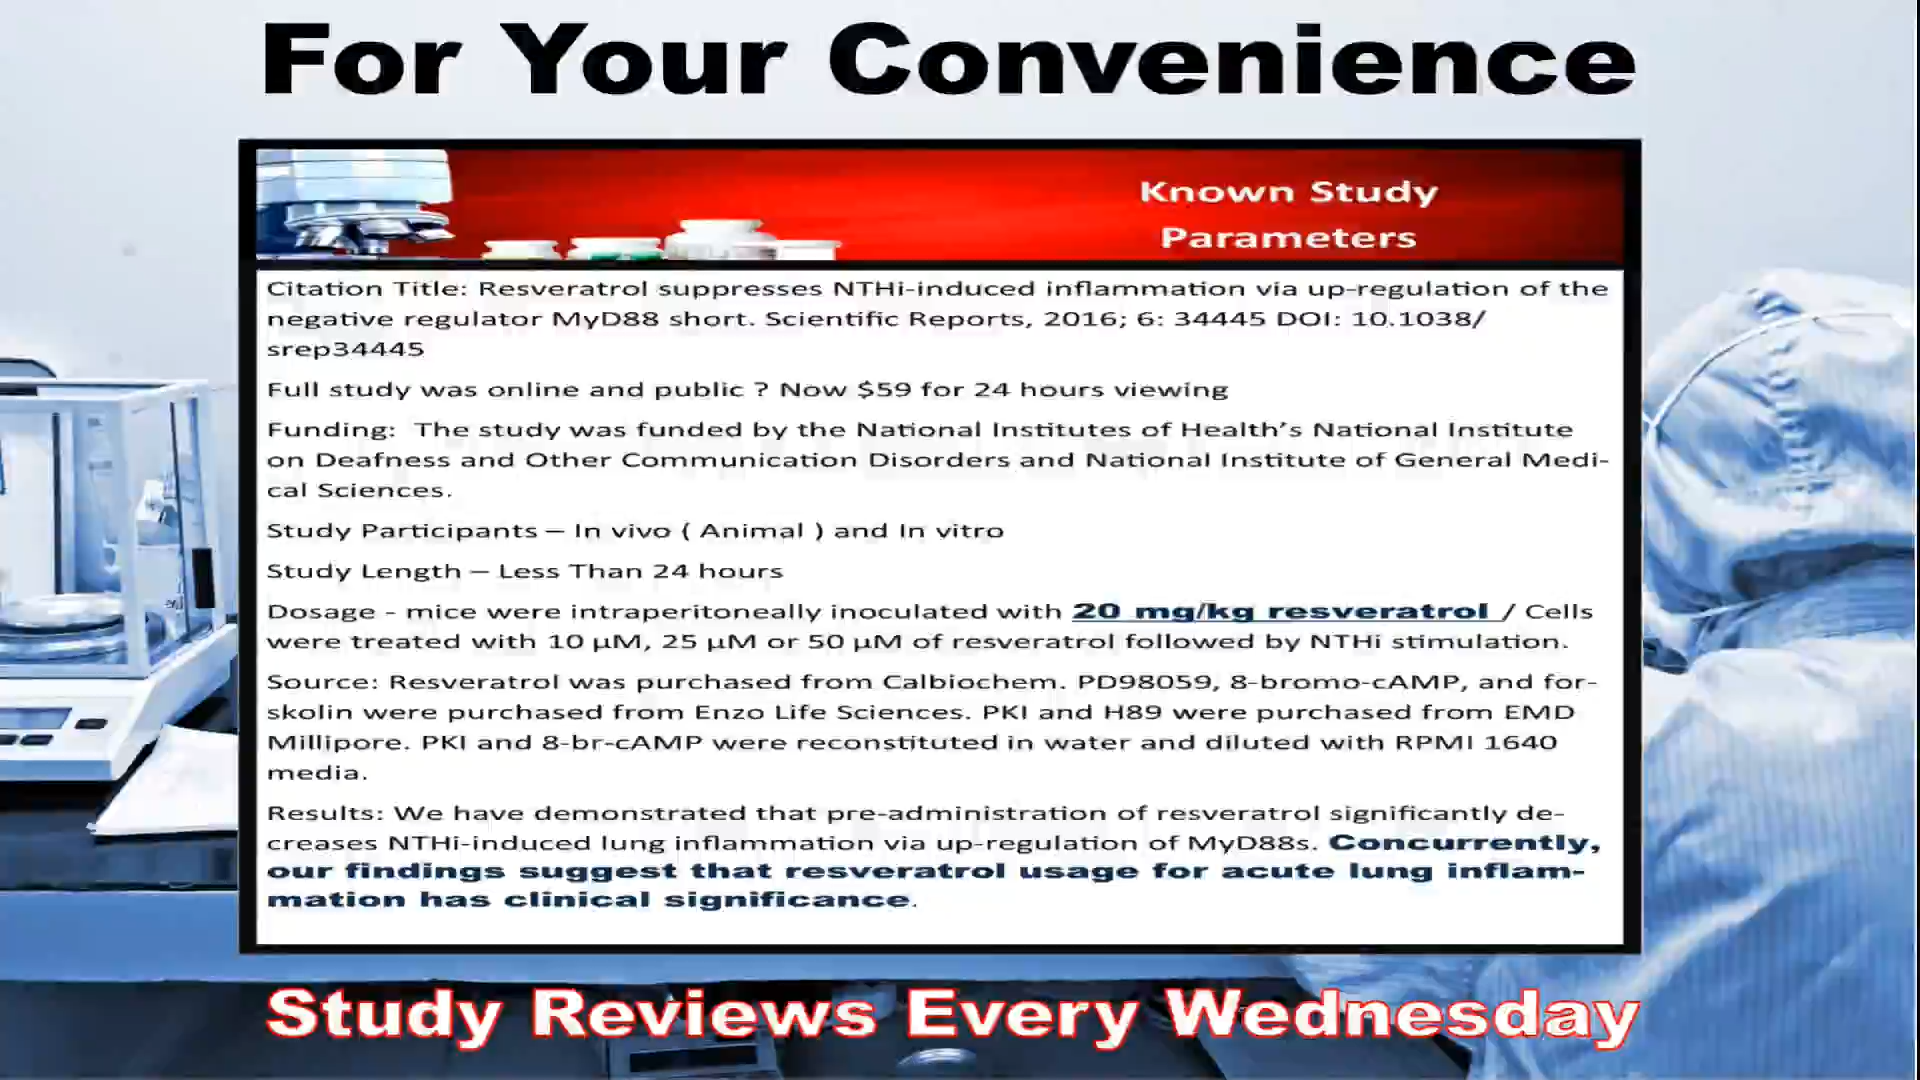 For Your Convenience
Known Study
Parameters
Citation Title: Resveratrol suppresses NTHi-induced inflammation via up-regulation of the
negative regulator MyD88 short. Scientific Reports, 2016; 6: 34445 DOI: 10.1038/
srep34445
Full study was online and public ? Now $59 for 24 hours viewing
Funding:  The study was funded by the National Institutes of Health’s National Institute
on Deafness and Other Communication Disorders and National Institute of General Medi-
cal Sciences.
Study Participants – In vivo ( Animal ) and In vitro
Study Length – Less Than 24 hours
Dosage - mice were intraperitoneally inoculated with 20 mg/kg resveratrol / Cells
were treated with 10 μM, 25 μM or 50 μM of resveratrol followed by NTHi stimulation.
Source: Resveratrol was purchased from Calbiochem. PD98059, 8-bromo-cAMP, and for-
skolin were purchased from Enzo Life Sciences. PKI and H89 were purchased from EMD
Millipore. PKI and 8-br-cAMP were reconstituted in water and diluted with RPMI 1640
media.
Results: We have demonstrated that pre-administration of resveratrol significantly de-
creases NTHi-induced lung inflammation via up-regulation of MyD88s. Concurrently,
our findings suggest that resveratrol usage for acute lung inflam-
mation has clinical significance.
Study Reviews Every Wednesday